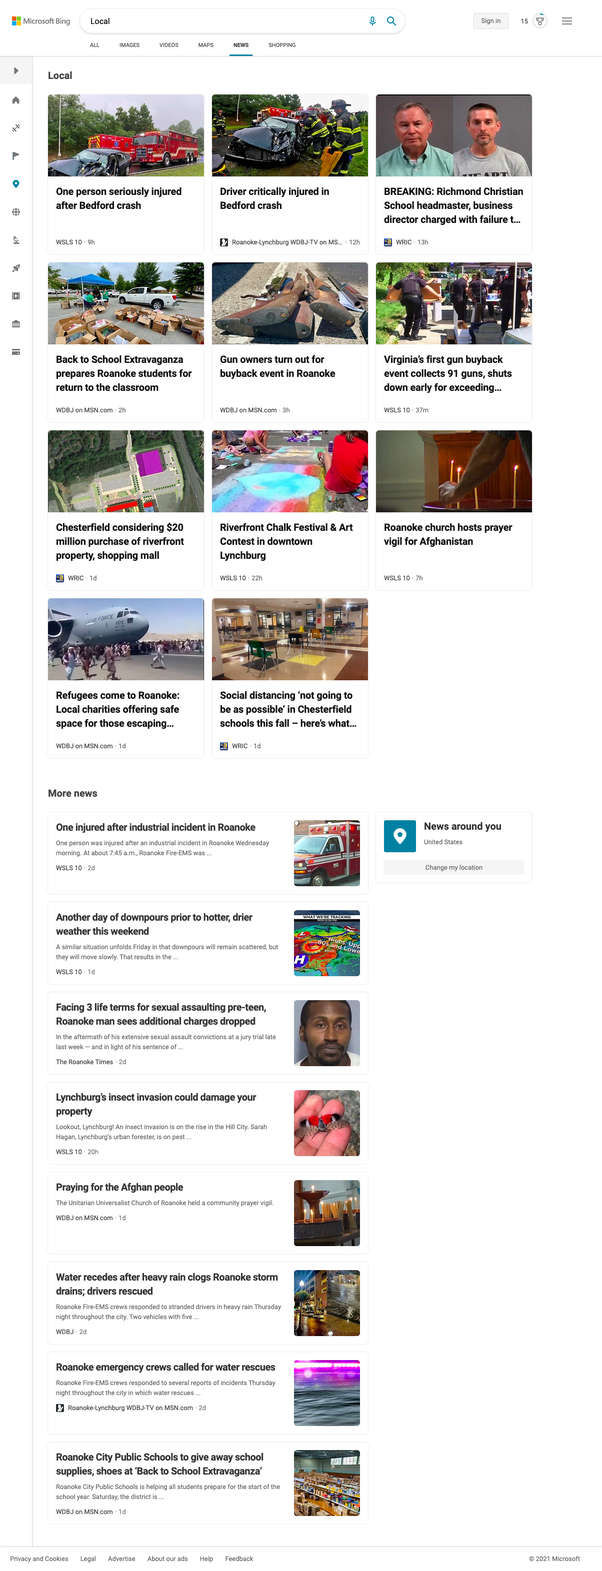 Microsoft Bing
Local
Sign in
15
ALL IMAGES VIDEOS MAPS NEWS SHOPPING
Local
One person seriously injured
after Bedford crash
WSLS 10 · 9h
Driver critically injured in
Bedford crash
Roanoke-Lynchburg WDBJ-TV on MS... · 12h
BREAKING: Richmond Christian
School headmaster, business
director charged with failure t...
WRIC · 13h
Back to School Extravaganza
prepares Roanoke students for
return to the classroom
WDBJ on MSN.com · 2h
Gun owners turn out for
buyback event in Roanoke
WDBJ on MSN.com · 3h
Virginia's first gun buyback
event collects 91 guns, shuts
down early for exceeding...
WSLS 10 · 37m
Chesterfield considering $20
million purchase of riverfront
property, shopping mall
WRIC · 1d
Riverfront Chalk Festival & Art
Contest in downtown
Lynchburg
WSLS 10 · 22h
Roanoke church hosts prayer
vigil for Afghanistan
WSLS 10 · 7h
Refugees come to Roanoke:
Local charities offering safe
space for those escaping...
WDBJ on MSN.com · 1d
Social distancing 'not going to
be as possible' in Chesterfield
schools this fall – here's what...
WRIC · 1d
More news
One injured after industrial incident in Roanoke
One person was injured after an industrial incident in Roanoke Wednesday
morning. At about 7:45 a.m., Roanoke Fire-EMS was ...
WSLS 10 · 2d
News around you
United States
Change my location
Another day of downpours prior to hotter, drier
weather this weekend
A similar situation unfolds Friday in that downpours will remain scattered, but
they will move slowly. That results in the ...
WSLS 10 · 1d
WHAT WE'RE TRACKING
H
Facing 3 life terms for sexual assaulting pre-teen,
Roanoke man sees additional charges dropped
In the aftermath of his extensive sexual assault convictions at a jury trial late
last week — and in light of his sentence of ...
The Roanoke Times · 2d
Lynchburg's insect invasion could damage your
property
Lookout, Lynchburg! An insect invasion is on the rise in the Hill City. Sarah
Hagan, Lynchburg's urban forester, is on pest ...
WSLS 10 · 20h
Praying for the Afghan people
The Unitarian Universalist Church of Roanoke held a community prayer vigil.
WDBJ on MSN.com · 1d
Water recedes after heavy rain clogs Roanoke storm
drains; drivers rescued
Roanoke Fire-EMS crews responded to stranded drivers in heavy rain Thursday
night throughout the city. Two vehicles with five ...
WDBJ · 2d
Roanoke emergency crews called for water rescues
Roanoke Fire-EMS crews responded to several reports of incidents Thursday
night throughout the city in which water rescues ...
Roanoke-Lynchburg WDBJ-TV on MSN.com · 2d
Roanoke City Public Schools to give away school
supplies, shoes at 'Back to School Extravaganza'
Roanoke City Public Schools is helping all students prepare for the start of the
school year. Saturday, the district is ...
WDBJ on MSN.com · 1d
Privacy and Cookies Legal Advertise About our ads Help Feedback
© 2021 Microsoft